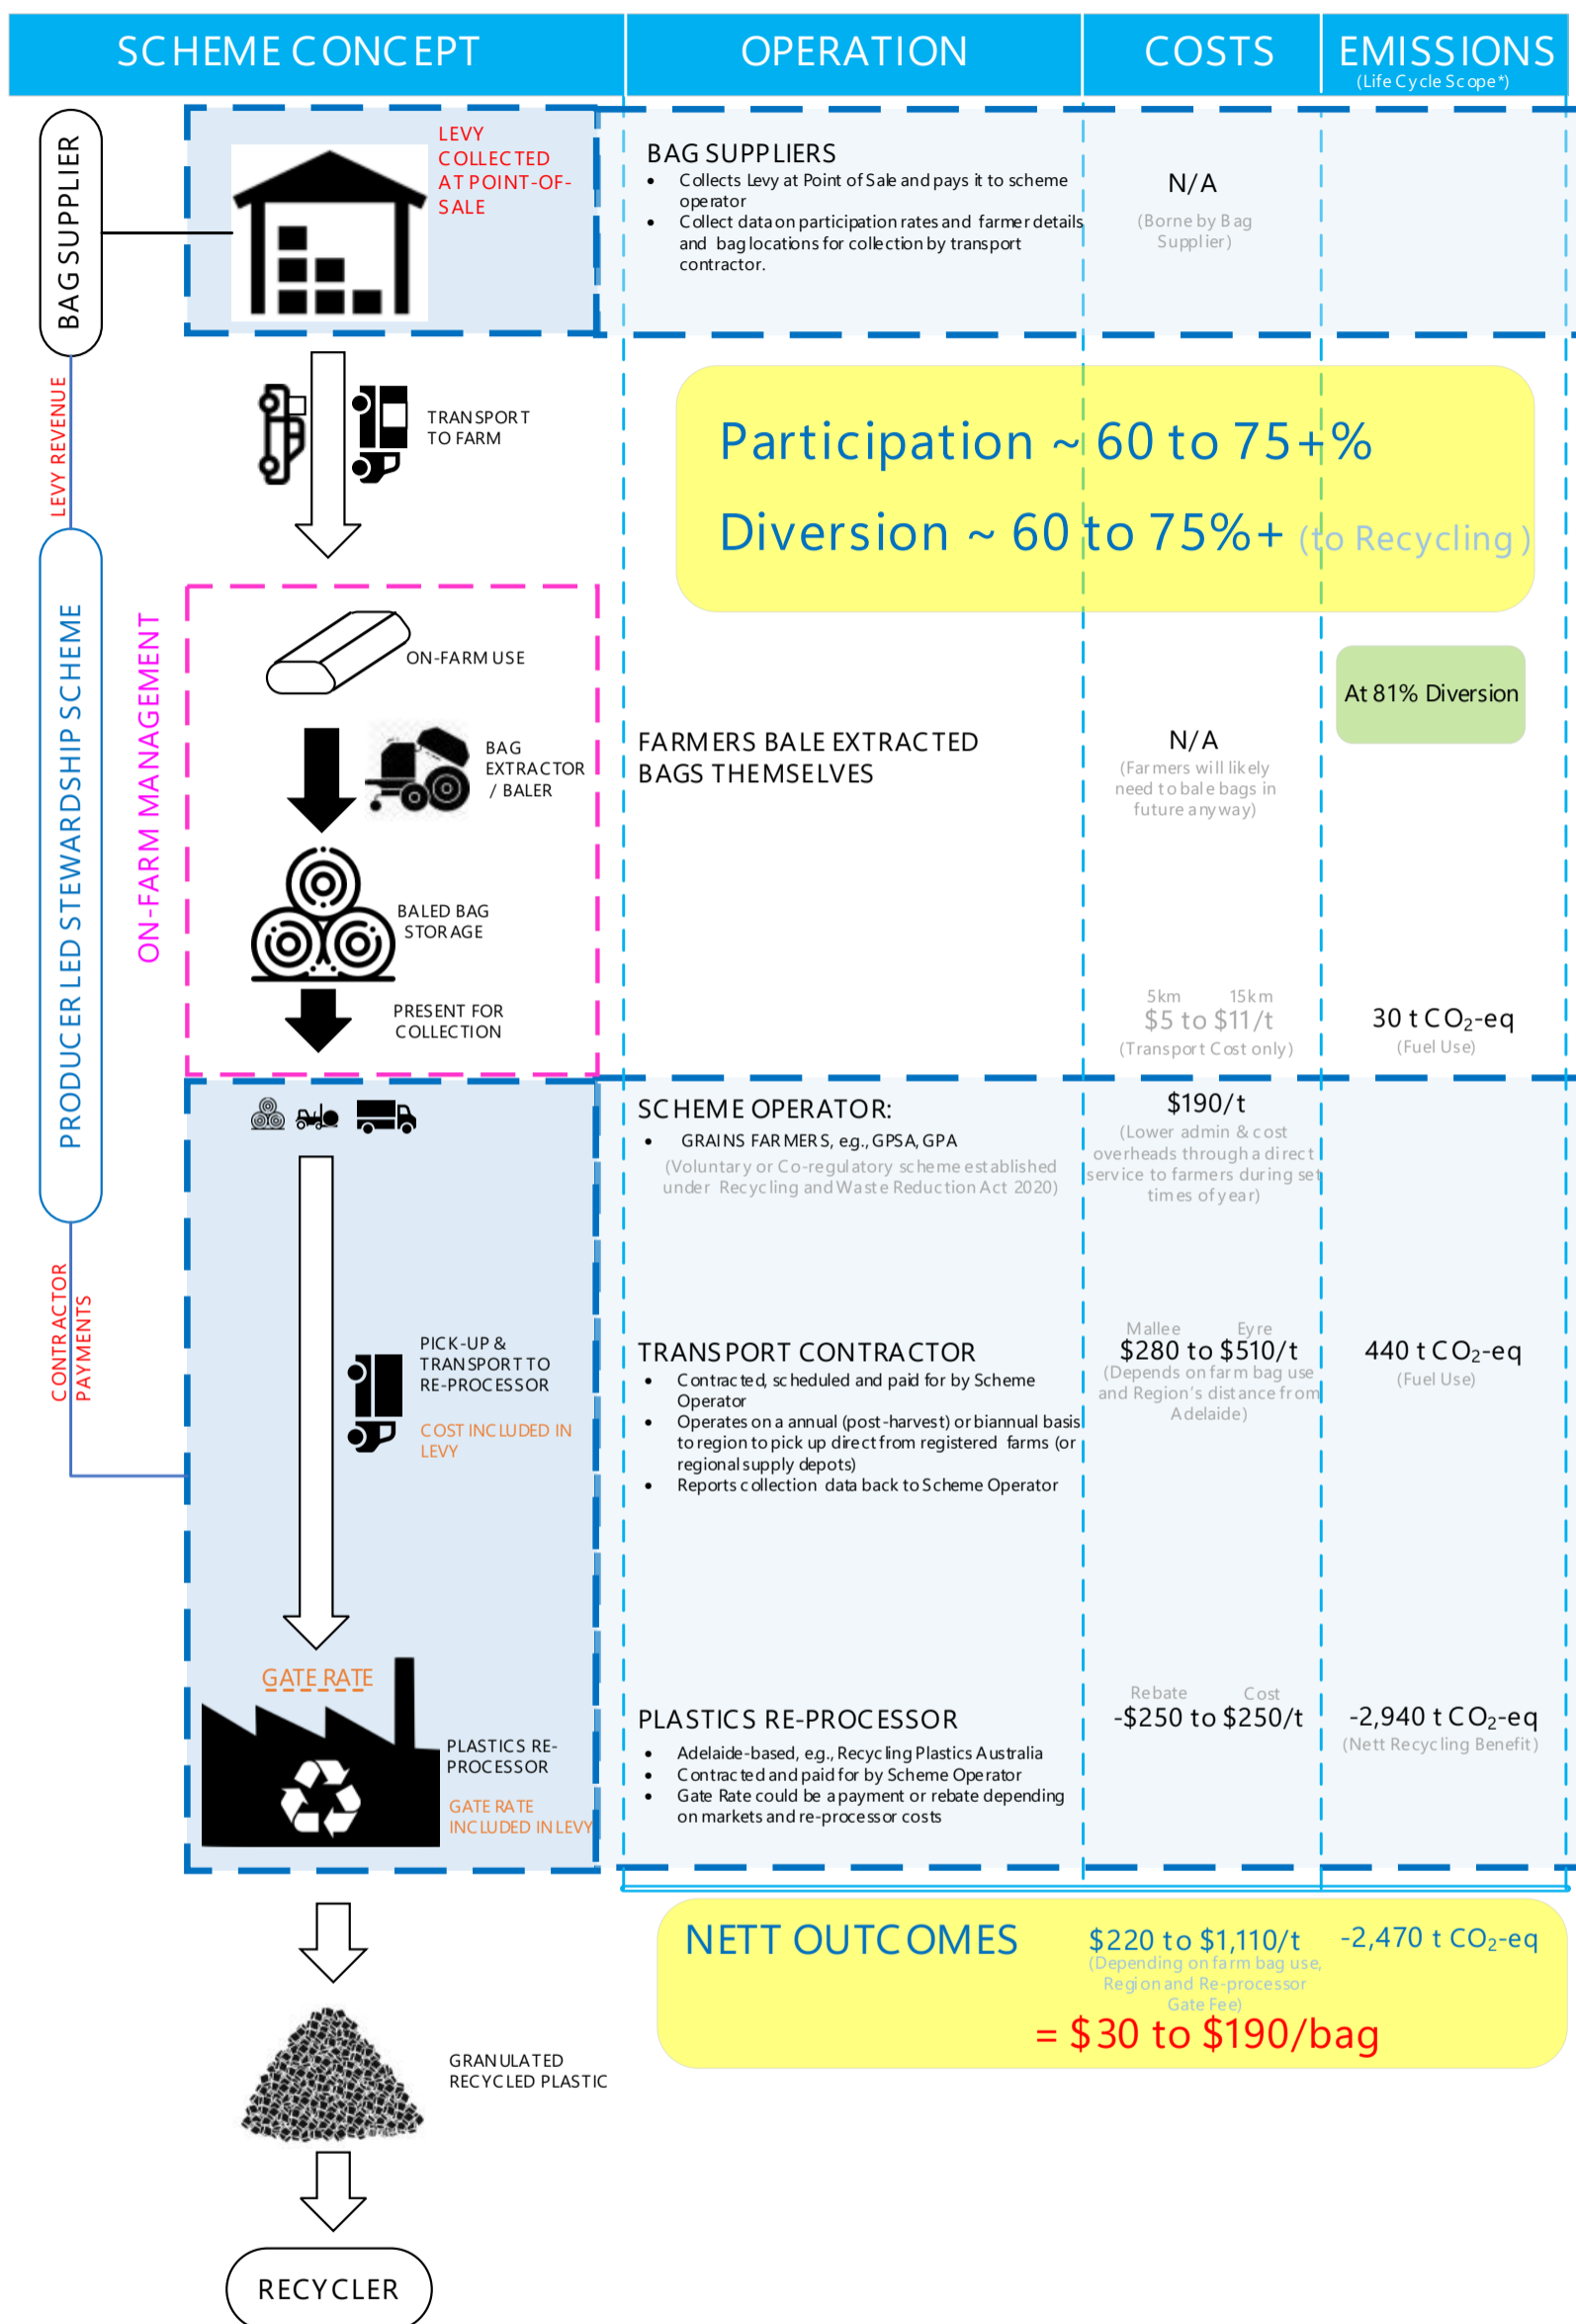 SCHEME CONCEPT
OPERATION
COSTS
EMISSIONS
(Life Cycle Scope*)
BAG SUPPLIER
LEVY
COLLECTED
AT POINT-OF-
SALE
BAG SUPPLIERS
• Collects Levy at Point of Sale and pays it to scheme
operator
• Collect data on participation rates and farmer details
and bag locations for collection by transport
contractor.
N/A
(Borne by Bag
Supplier)
LEVY REVENUE
TRANSPORT
TO FARM
Participation ~ 60 to 75+%
Diversion ~ 60 to 75%+ (to Recycling)
PRODUCER LED STEWARDSHIP SCHEME
ON-FARM MANAGEMENT
ON-FARM USE
At 81% Diversion
BAG
EXTRACTOR
/ BALER
FARMERS BALE EXTRACTED
BAGS THEMSELVES
N/A
(Farmers will likely
need to bale bags in
future anyway)
BALED BAG
STORAGE
PRESENT FOR
COLLECTION
5km 15km
$5 to $11/t
(Transport Cost only)
30 t CO₂-eq
(Fuel Use)
SCHEME OPERATOR:
• GRAINS FARMERS, e.g., GPSA, GPA
(Voluntary or Co-regulatory scheme established
under Recycling and Waste Reduction Act 2020)
$190/t
(Lower admin & cost
overheads through a direct
service to farmers during set
times of year)
CONTRACTOR
PAYMENTS
PICK-UP &
TRANSPORT TO
RE-PROCESSOR
COST INCLUDED IN
LEVY
TRANSPORT CONTRACTOR
• Contracted, scheduled and paid for by Scheme
Operator
• Operates on a annual (post-harvest) or biannual basis
to region to pick up direct from registered farms (or
regional supply depots)
• Reports collection data back to Scheme Operator
Mallee Eyre
$280 to $510/t
(Depends on farm bag use
and Region's distance from
Adelaide)
440 t CO₂-eq
(Fuel Use)
GATE RATE
PLASTICS RE-
PROCESSOR
GATE RATE
INCLUDED IN LEVY
PLASTICS RE-PROCESSOR
• Adelaide-based, e.g., Recycling Plastics Australia
• Contracted and paid for by Scheme Operator
• Gate Rate could be a payment or rebate depending
on markets and re-processor costs
Rebate Cost
-$250 to $250/t
-2,940 t CO₂-eq
(Nett Recycling Benefit)
NETT OUTCOMES
$220 to $1,110/t
(Depending on farm bag use,
Region and Re-processor
Gate Fee)
-2,470 t CO₂-eq
= $30 to $190/bag
GRANULATED
RECYCLED PLASTIC
RECYCLER